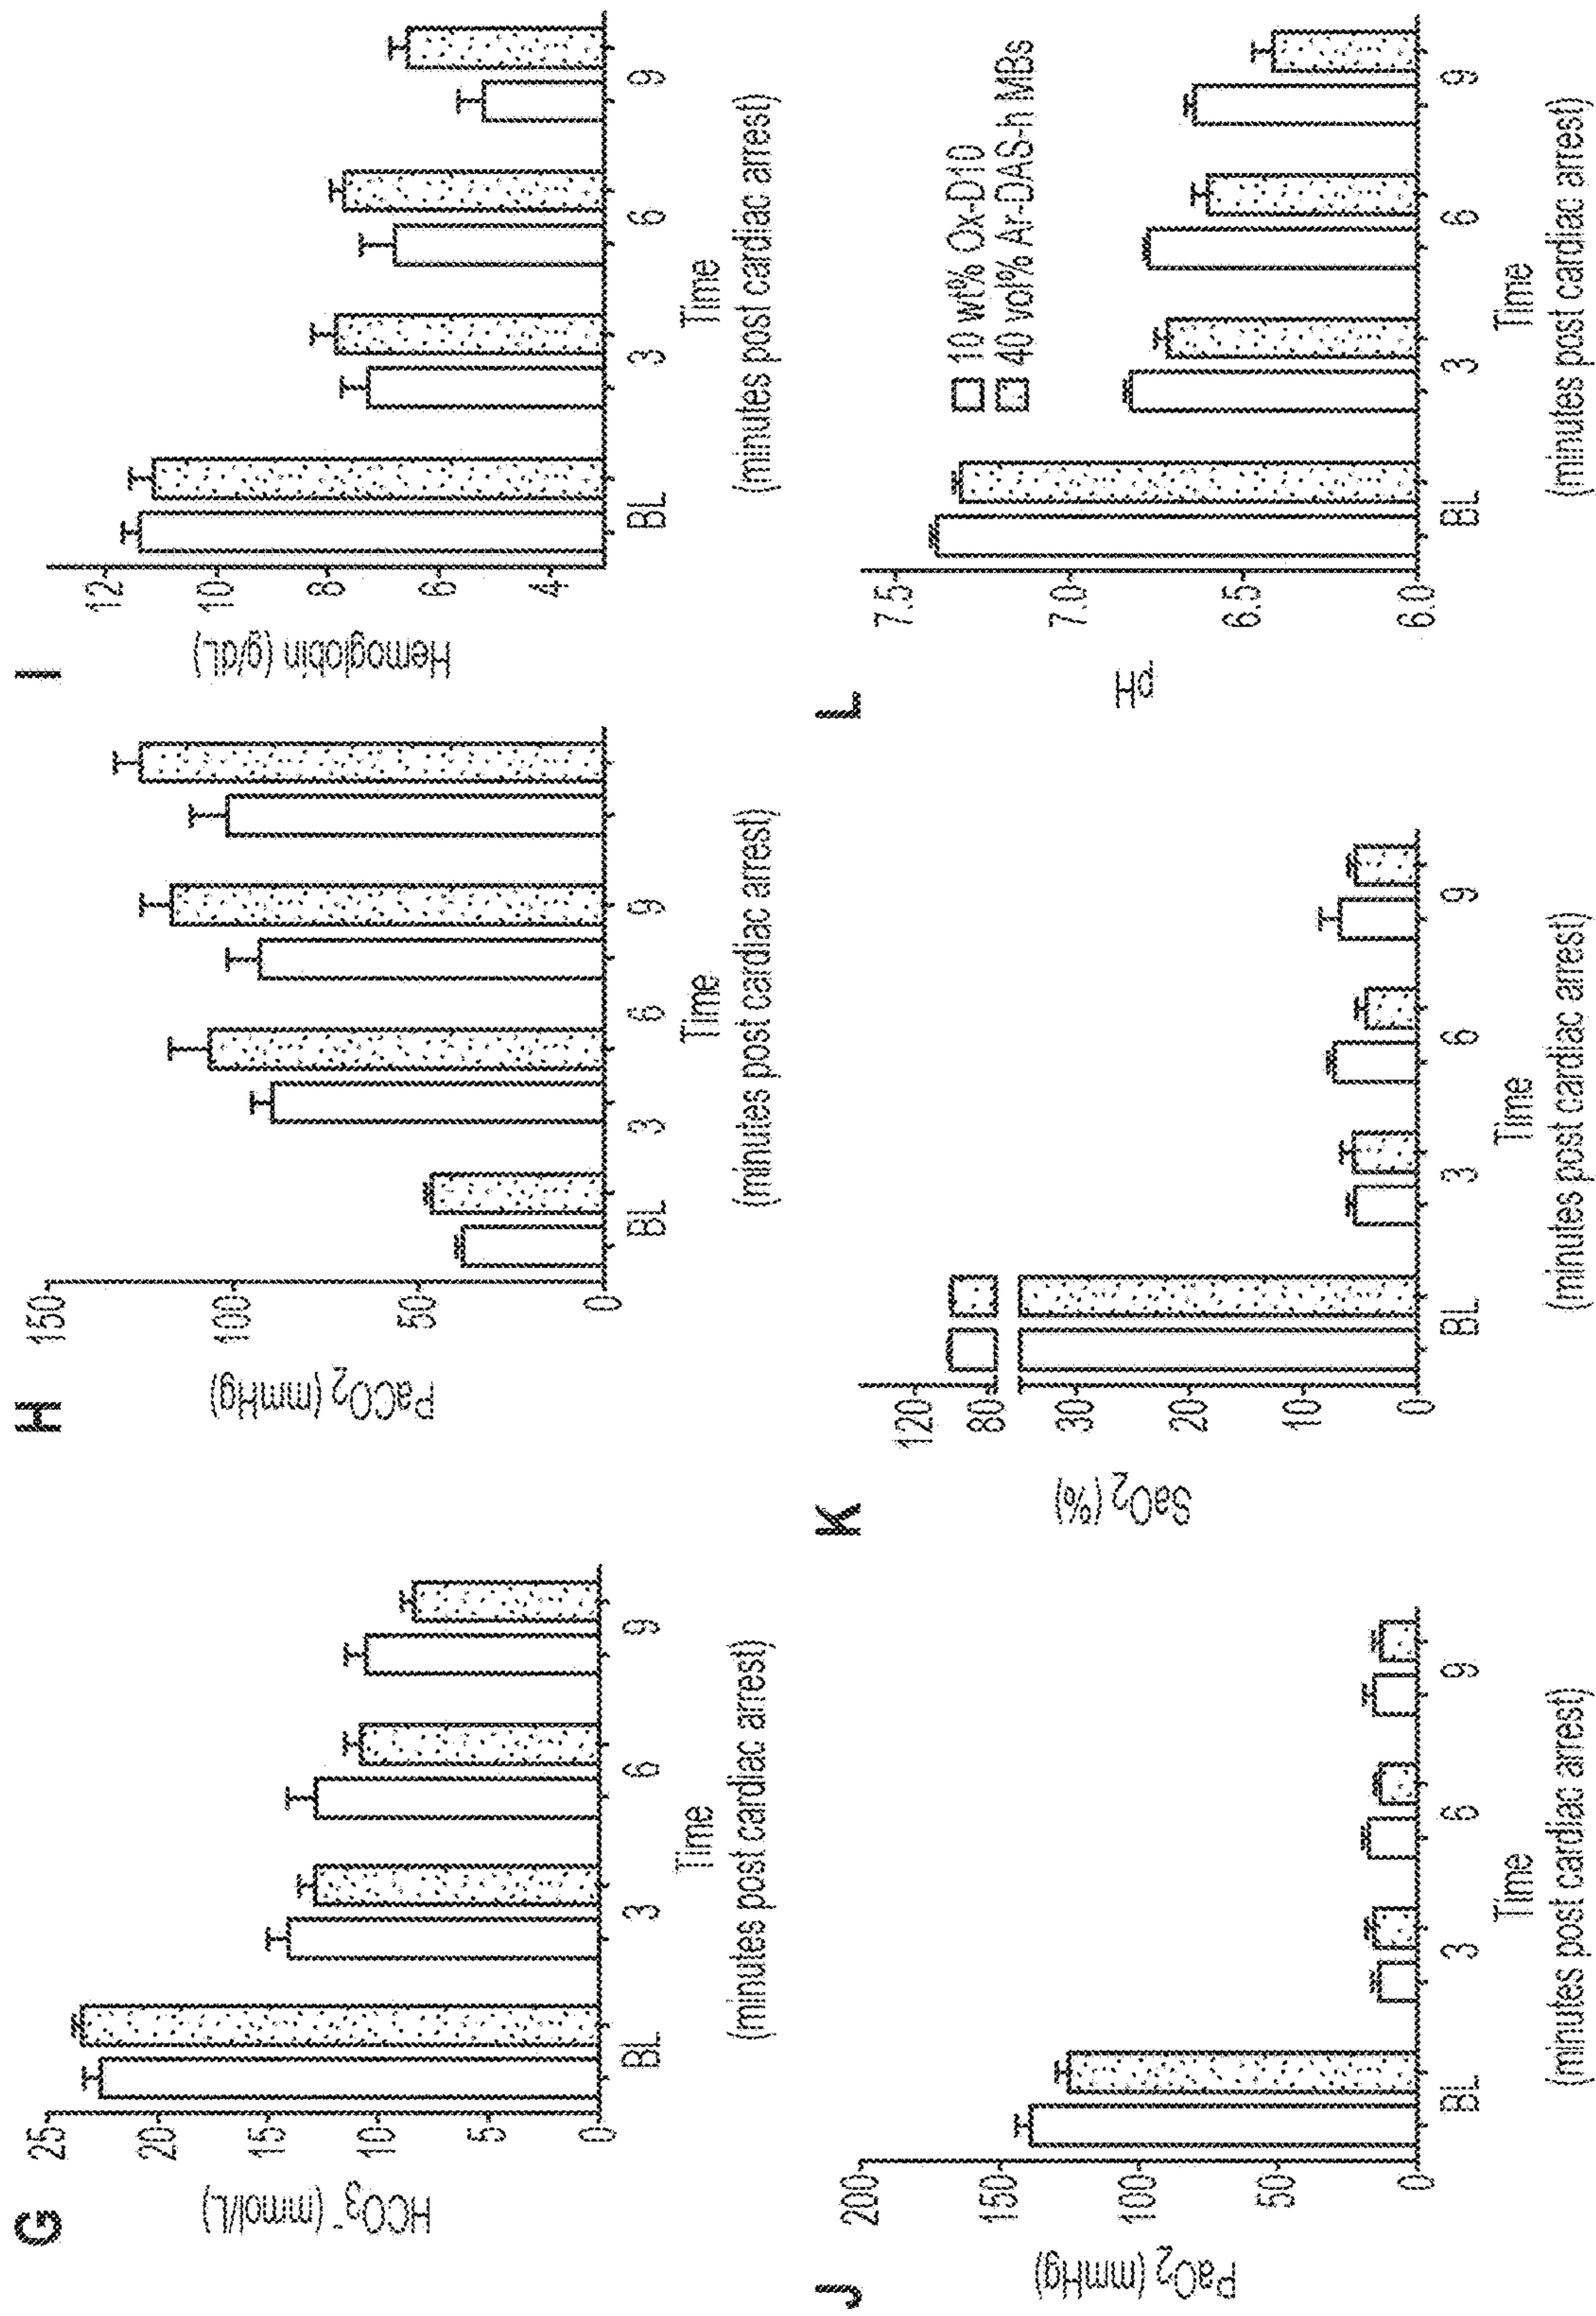 G
HCO3- (mmol/L)
25
20
15
10
5
0
BL 3 6 9
Time
(minutes post cardiac arrest)
H
PaCO2 (mmHg)
150
100
50
0
BL 3 6 9
Time
(minutes post cardiac arrest)
I
Hemoglobin (g/dL)
12
10
8
6
4
BL 3 6 9
Time
(minutes post cardiac arrest)
J
PaO2 (mmHg)
200
150
100
50
0
BL 3 6 9
Time
(minutes post cardiac arrest)
K
SaO2 (%)
120
80
30
20
10
0
BL 3 6 9
Time
(minutes post cardiac arrest)
L
pH
7.5
7.0
6.5
6.0
10 wt% Ox-D10
40 vol% Ar-DAS-h MBs
BL 3 6 9
Time
(minutes post cardiac arrest)